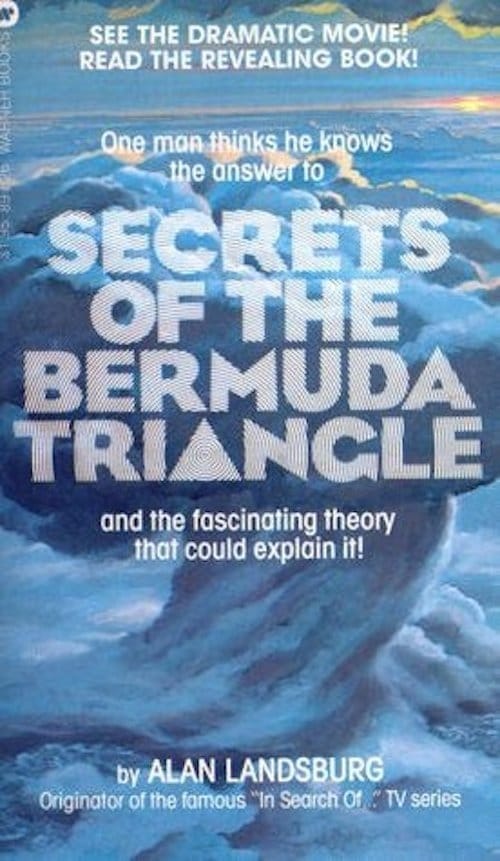 SEE THE DRAMATIC MOVIE!
READ THE REVEALING BOOK!
One man thinks he knows
the answer to
SECRETS
OF THE
BERMUDA
TRIANGLE
and the fascinating theory
that could explain it!
by ALAN LANDSBURG
Originator of the famous "In Search Of..." TV series
WARNER BOOKS